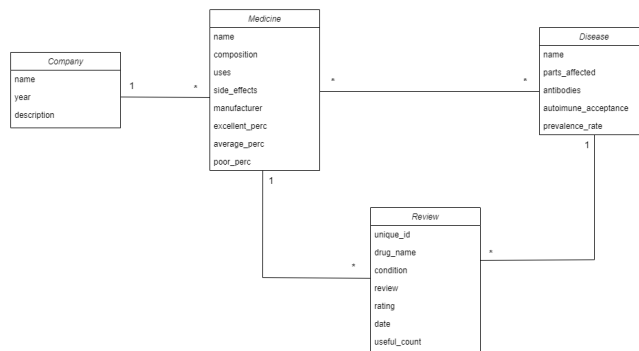 Company
name
year
description
1
*
Medicine
name
composition
uses
side_effects
manufacturer
excellent_perc
average_perc
poor_perc
*
*
Disease
name
parts_affected
antibodies
autoimune_acceptance
prevalence_rate
1
1
*
*
Review
unique_id
drug_name
condition
review
rating
date
useful_count